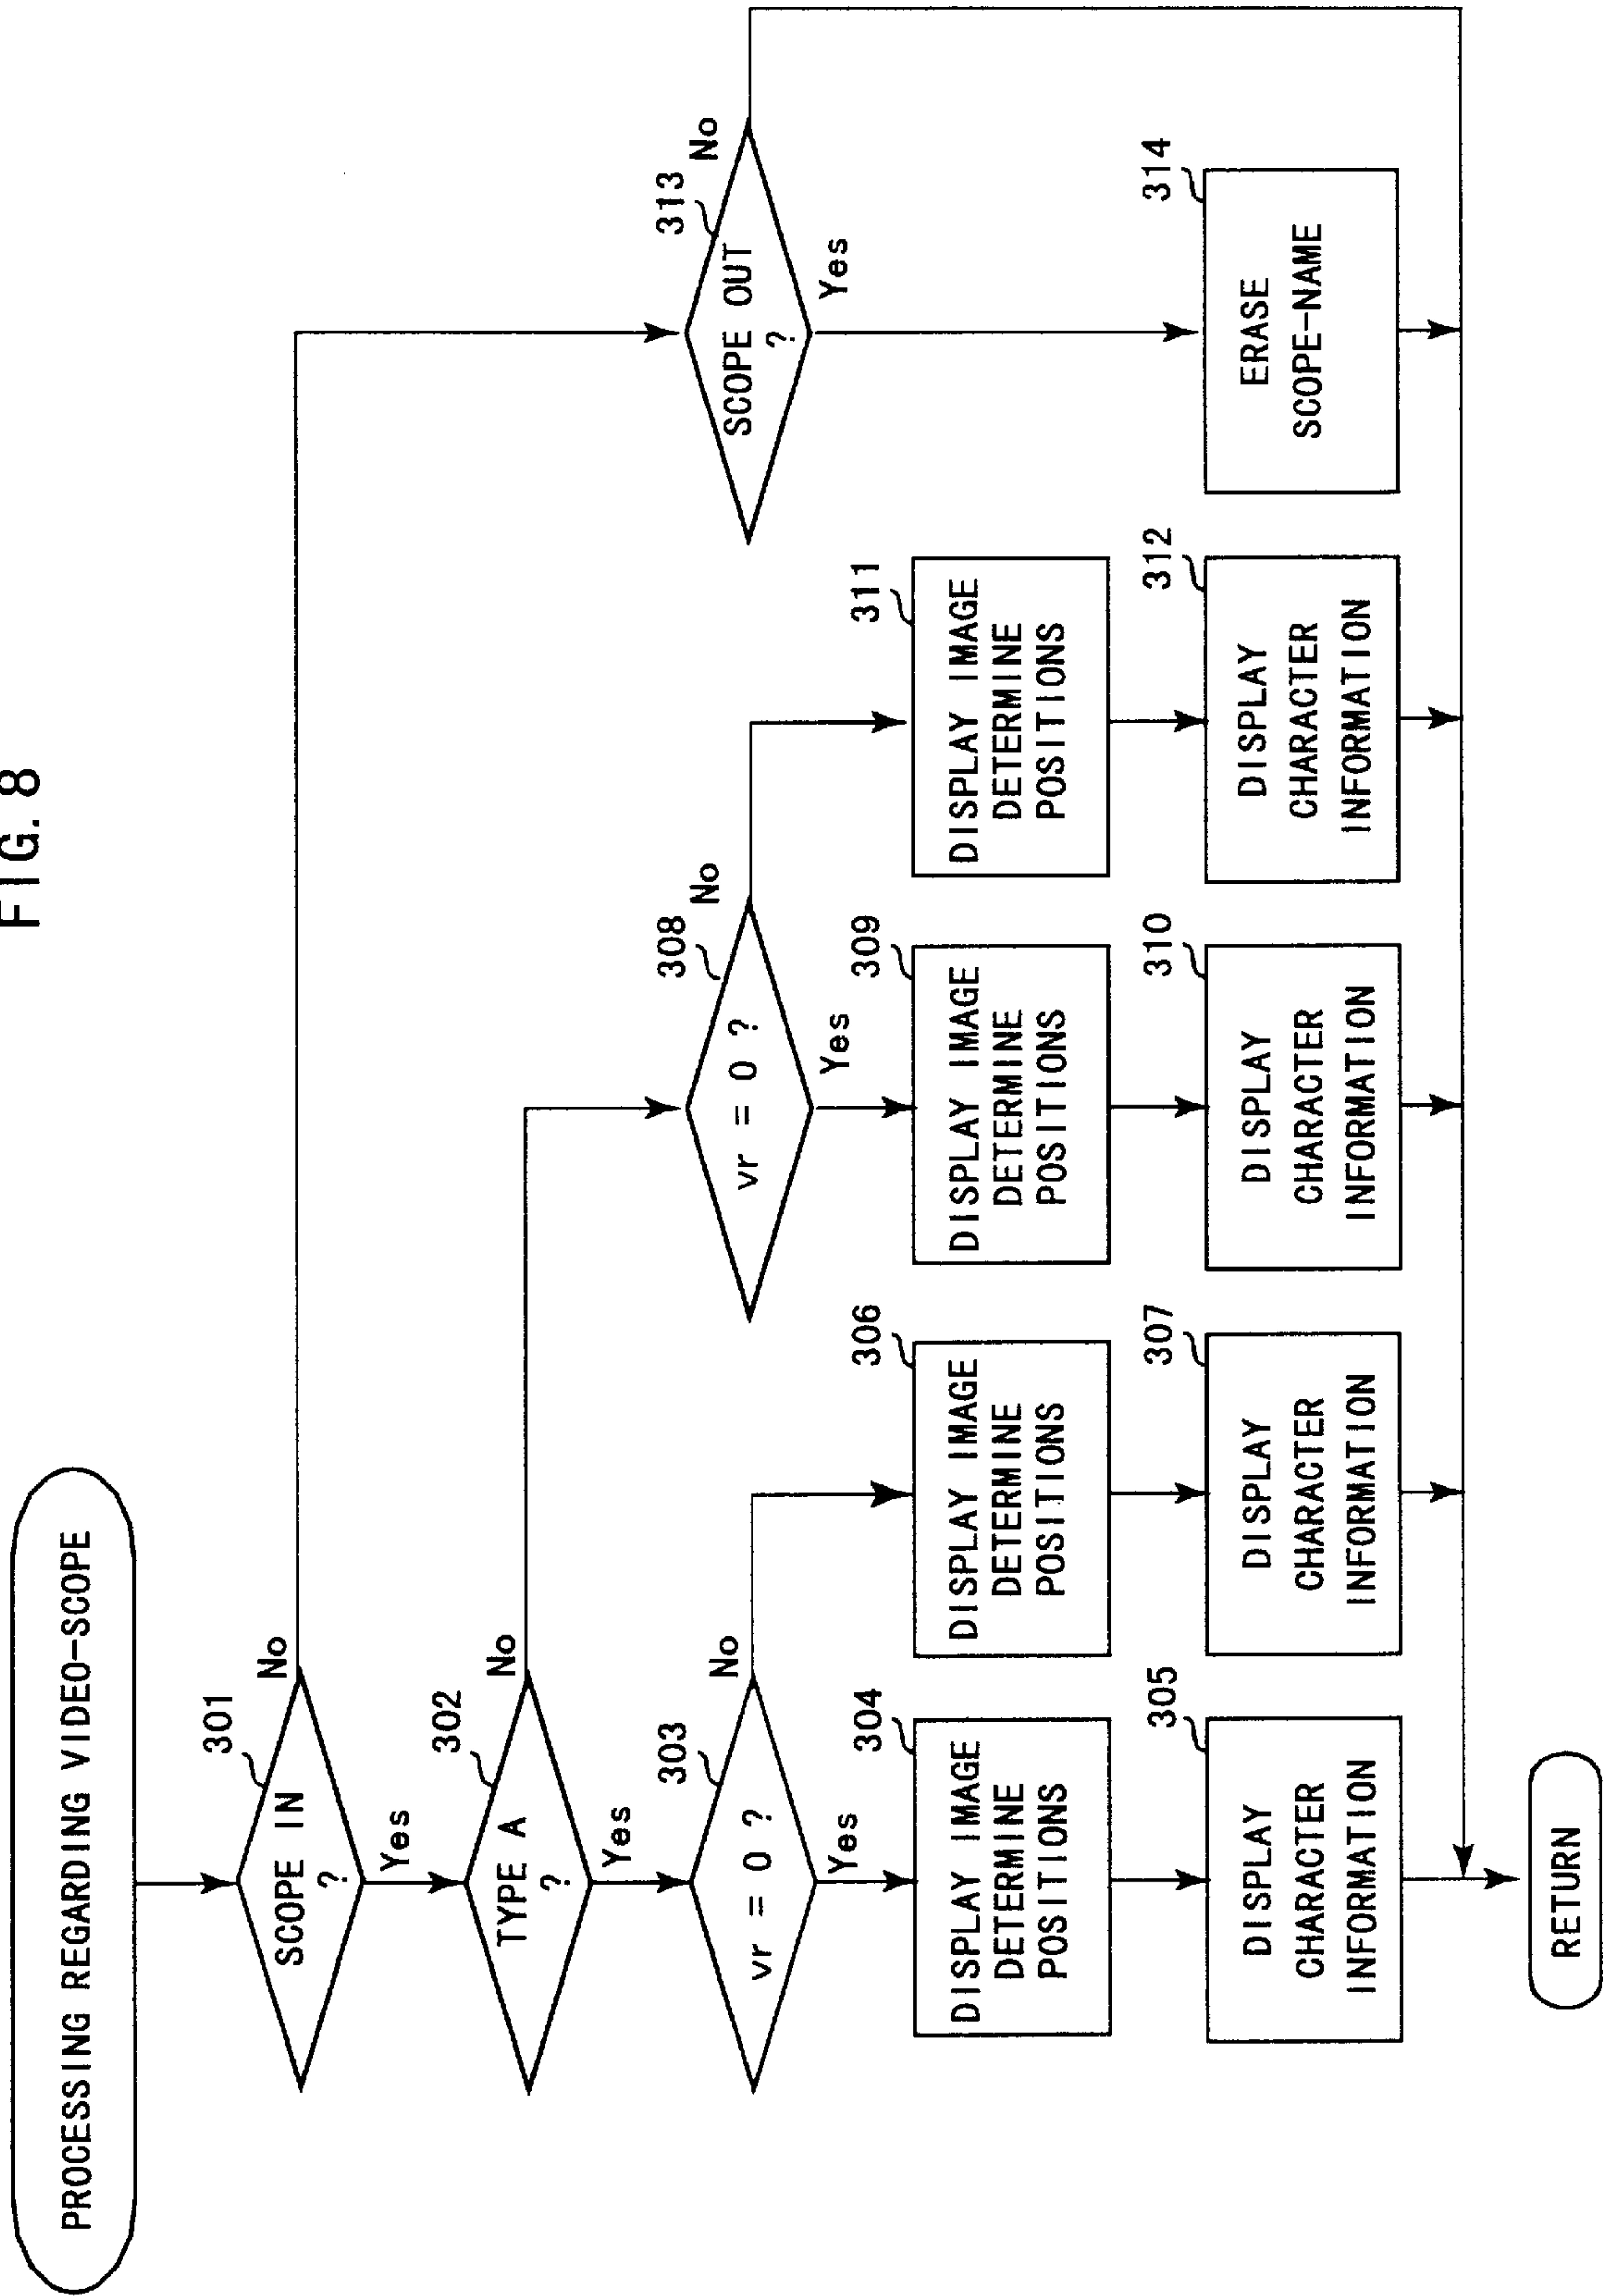 FIG. 8
PROCESSING REGARDING VIDEO-SCOPE
301
SCOPE IN
?
No
Yes
302
TYPE A
?
No
Yes
303
vr = 0 ?
No
Yes
304
DISPLAY IMAGE
DETERMINE
POSITIONS
305
DISPLAY
CHARACTER
INFORMATION
306
DISPLAY IMAGE
DETERMINE
POSITIONS
307
DISPLAY
CHARACTER
INFORMATION
308
vr = 0 ?
No
Yes
309
DISPLAY IMAGE
DETERMINE
POSITIONS
310
DISPLAY
CHARACTER
INFORMATION
311
DISPLAY IMAGE
DETERMINE
POSITIONS
312
DISPLAY
CHARACTER
INFORMATION
313
SCOPE OUT
?
No
Yes
314
ERASE
SCOPE-NAME
RETURN